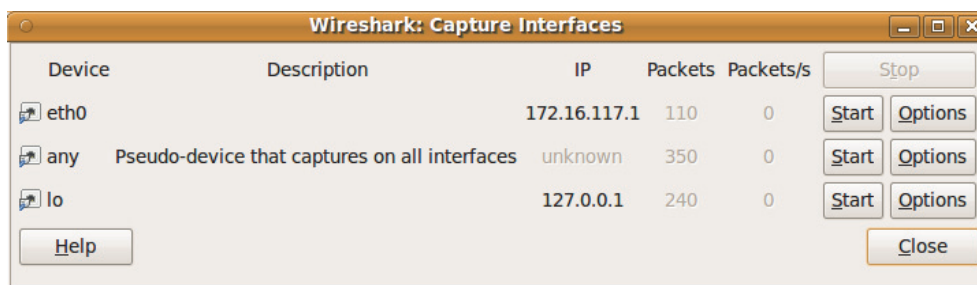 Wireshark: Capture Interfaces
Device Description IP Packets Packets/s Stop
eth0 172.16.117.1 110 0 Start Options
any Pseudo-device that captures on all interfaces unknown 350 0 Start Options
lo 127.0.0.1 240 0 Start Options
Help Close